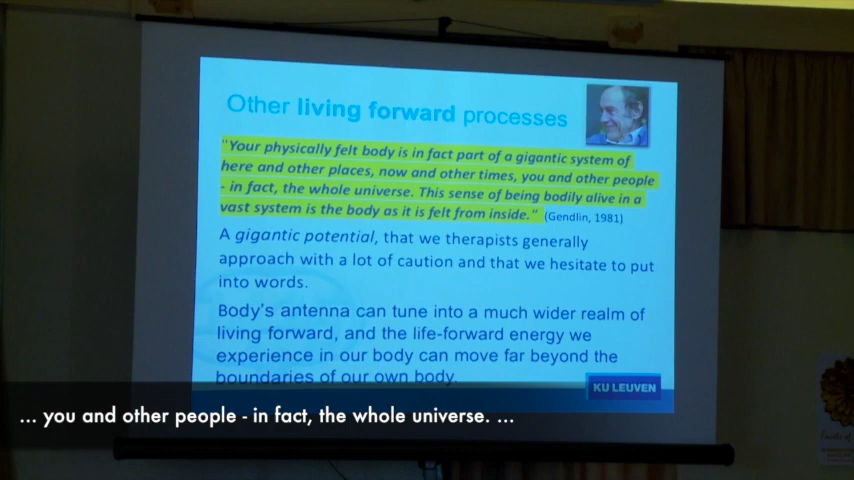 Other living forward processes
"Your physically felt body is in fact part of a gigantic system of
here and other places, now and other times, you and other people
- in fact, the whole universe. This sense of being bodily alive in a
vast system is the body as it is felt from inside." (Gendlin, 1981)
A gigantic potential, that we therapists generally
approach with a lot of caution and that we hesitate to put
into words.
Body's antenna can tune into a much wider realm of
living forward, and the life-forward energy we
experience in our body can move far beyond the
boundaries of our own body.
KU LEUVEN
... you and other people - in fact, the whole universe. ...